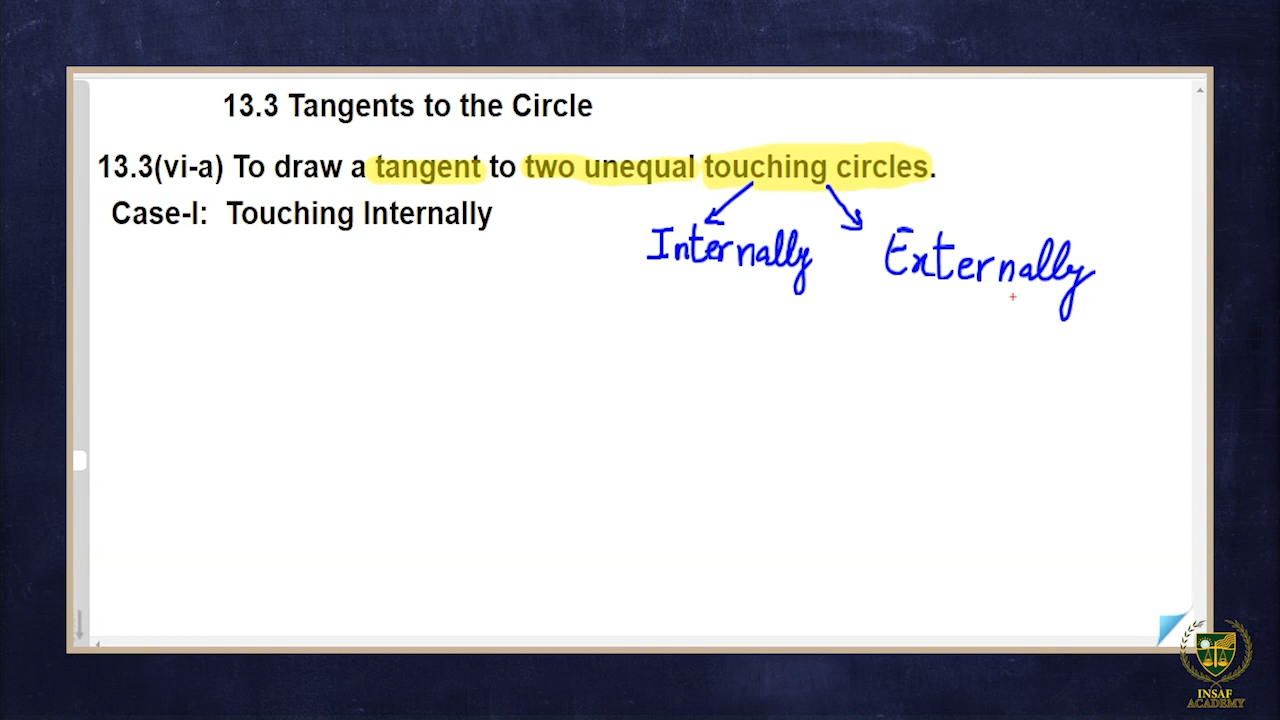 13.3 Tangents to the Circle
13.3(vi-a) To draw a tangent to two unequal touching circles.
Case-I: Touching Internally
Internally Externally
INSAF
ACADEMY